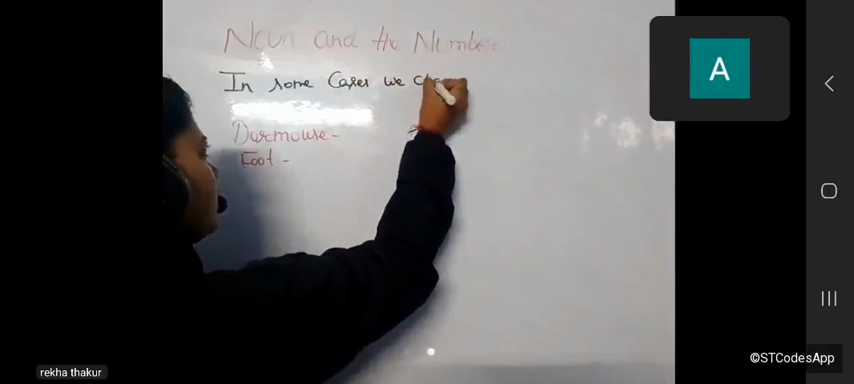 Noun and the Number
In some Cases we
Dormouse -
Foot -
A
rekha thakur
©STCodesApp